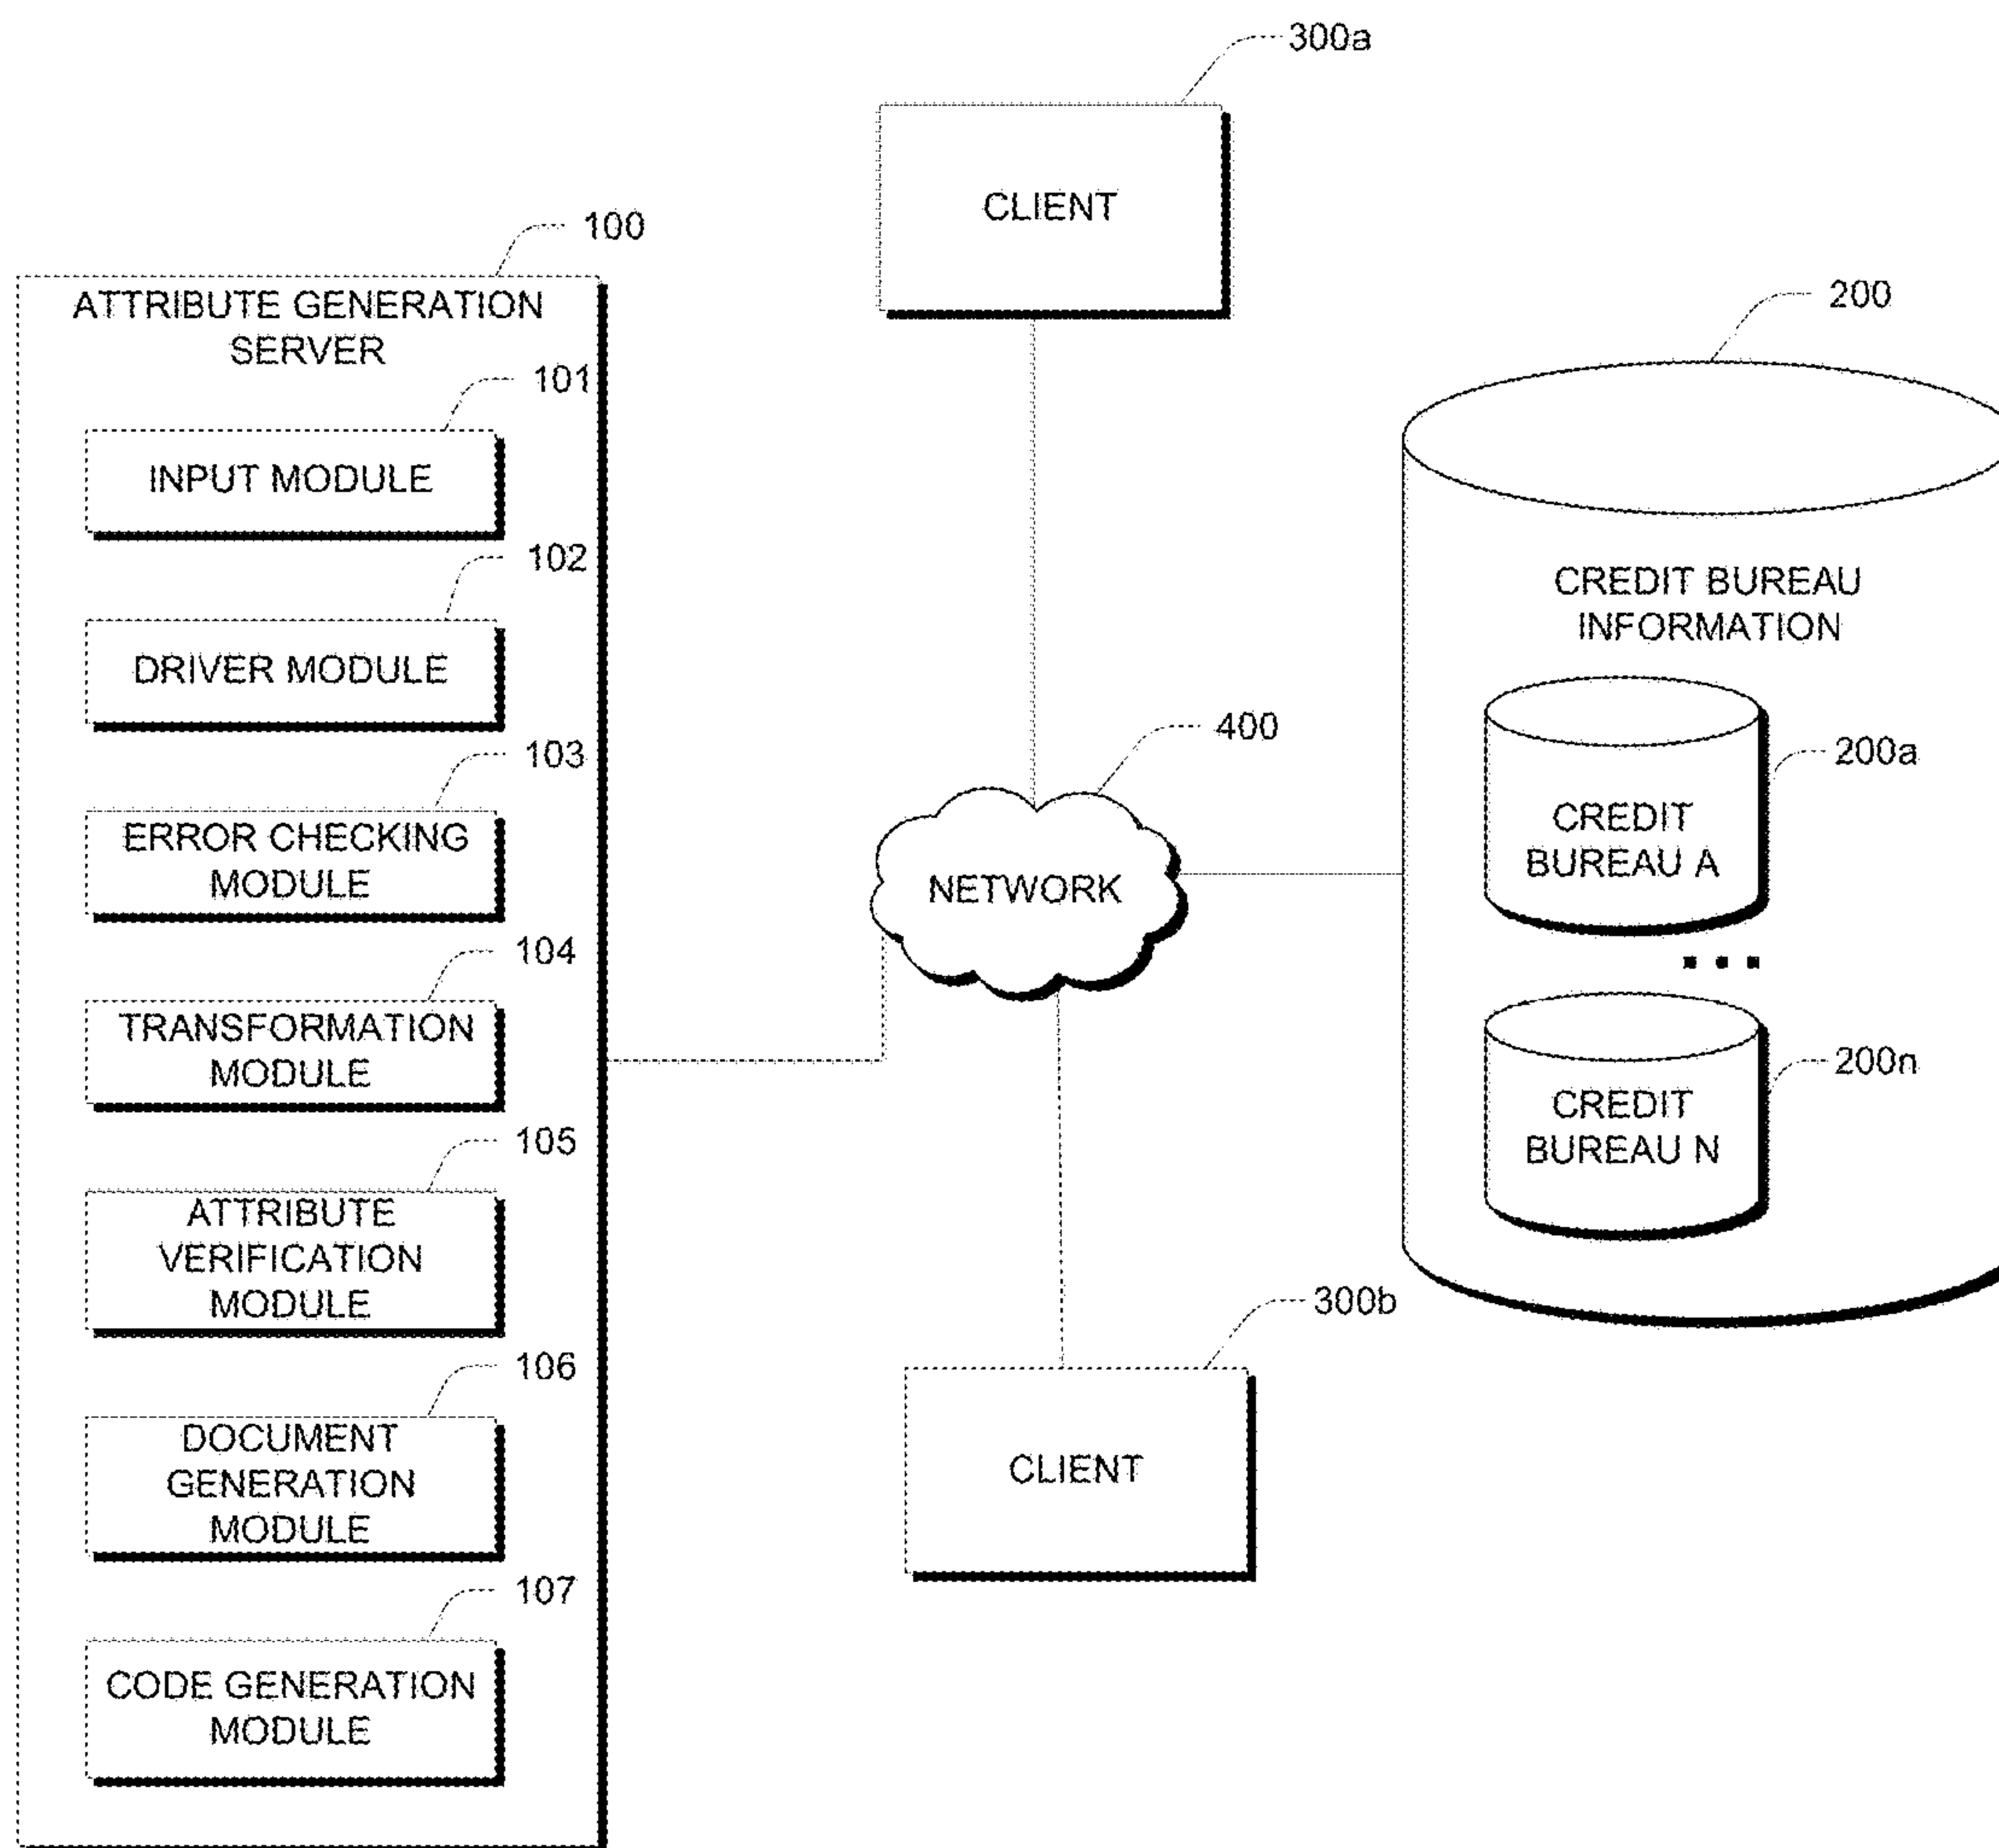 300a
CLIENT
100
ATTRIBUTE GENERATION
SERVER
101
INPUT MODULE
102
DRIVER MODULE
103
ERROR CHECKING
MODULE
104
TRANSFORMATION
MODULE
105
ATTRIBUTE
VERIFICATION
MODULE
106
DOCUMENT
GENERATION
MODULE
107
CODE GENERATION
MODULE
400
NETWORK
300b
CLIENT
200
CREDIT BUREAU
INFORMATION
200a
CREDIT
BUREAU A
...
200n
CREDIT
BUREAU N